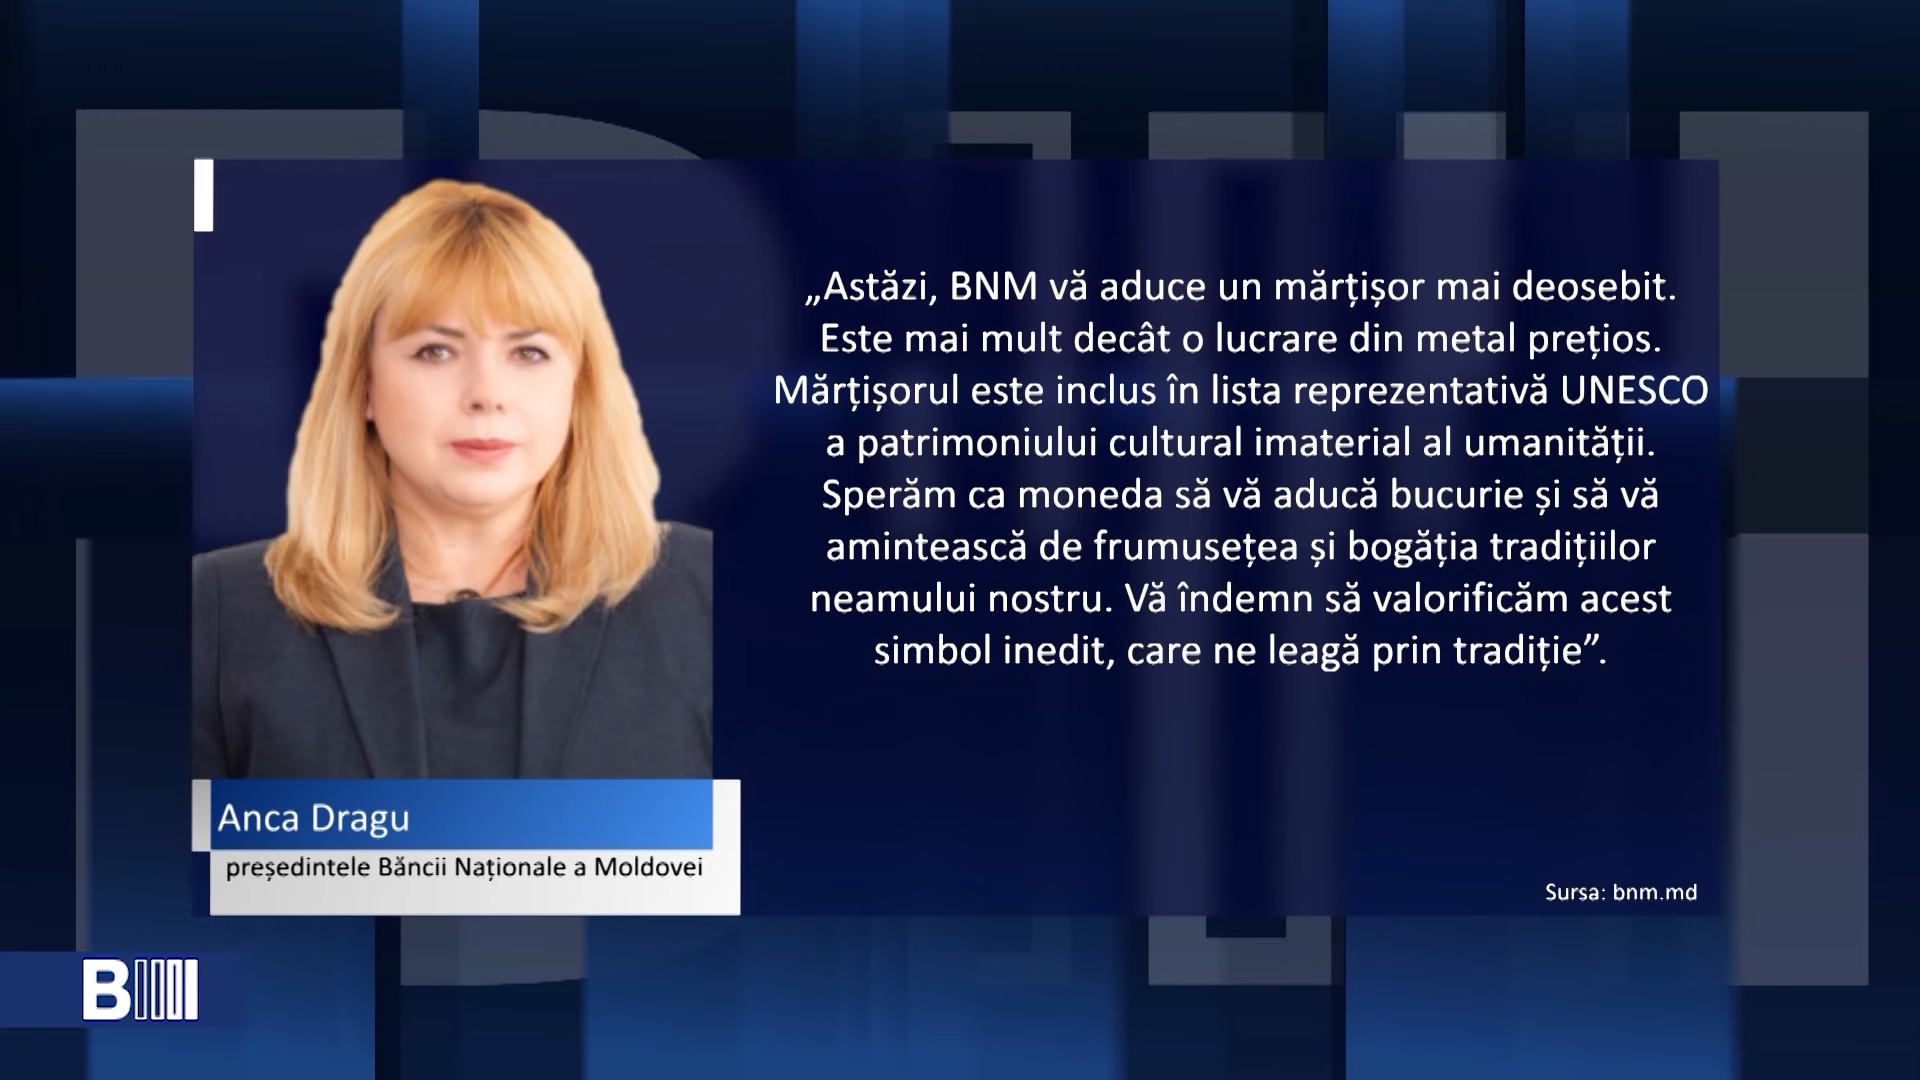 „Astăzi, BNM vă aduce un mărțișor mai deosebit.
Este mai mult decât o lucrare din metal prețios.
Mărțișorul este inclus în lista reprezentativă UNESCO
a patrimoniului cultural imaterial al umanității.
Sperăm ca moneda să vă aducă bucurie și să vă
amintească de frumusețea și bogăția tradițiilor
neamului nostru. Vă îndemn să valorificăm acest
simbol inedit, care ne leagă prin tradiție”.
Anca Dragu
președintele Băncii Naționale a Moldovei
Sursa: bnm.md
B